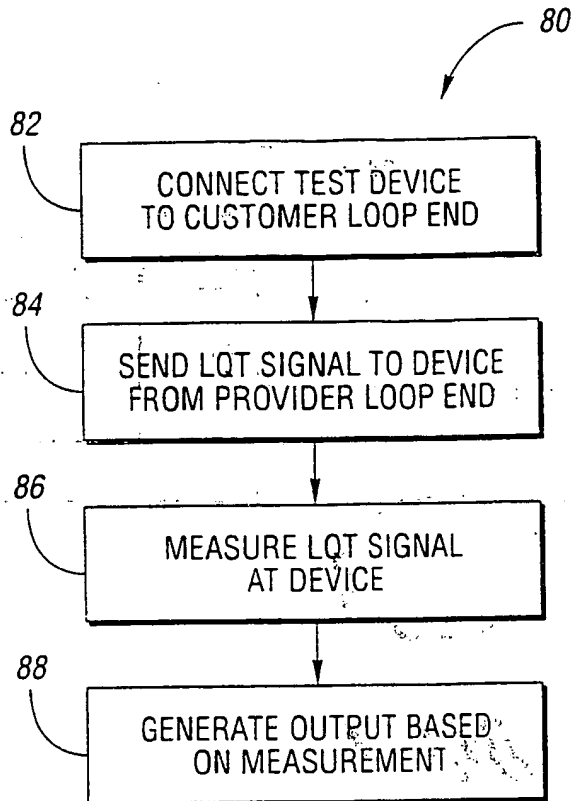 80
82
CONNECT TEST DEVICE
TO CUSTOMER LOOP END
84
SEND LQT SIGNAL TO DEVICE
FROM PROVIDER LOOP END
86
MEASURE LQT SIGNAL
AT DEVICE
88
GENERATE OUTPUT BASED
ON MEASUREMENT